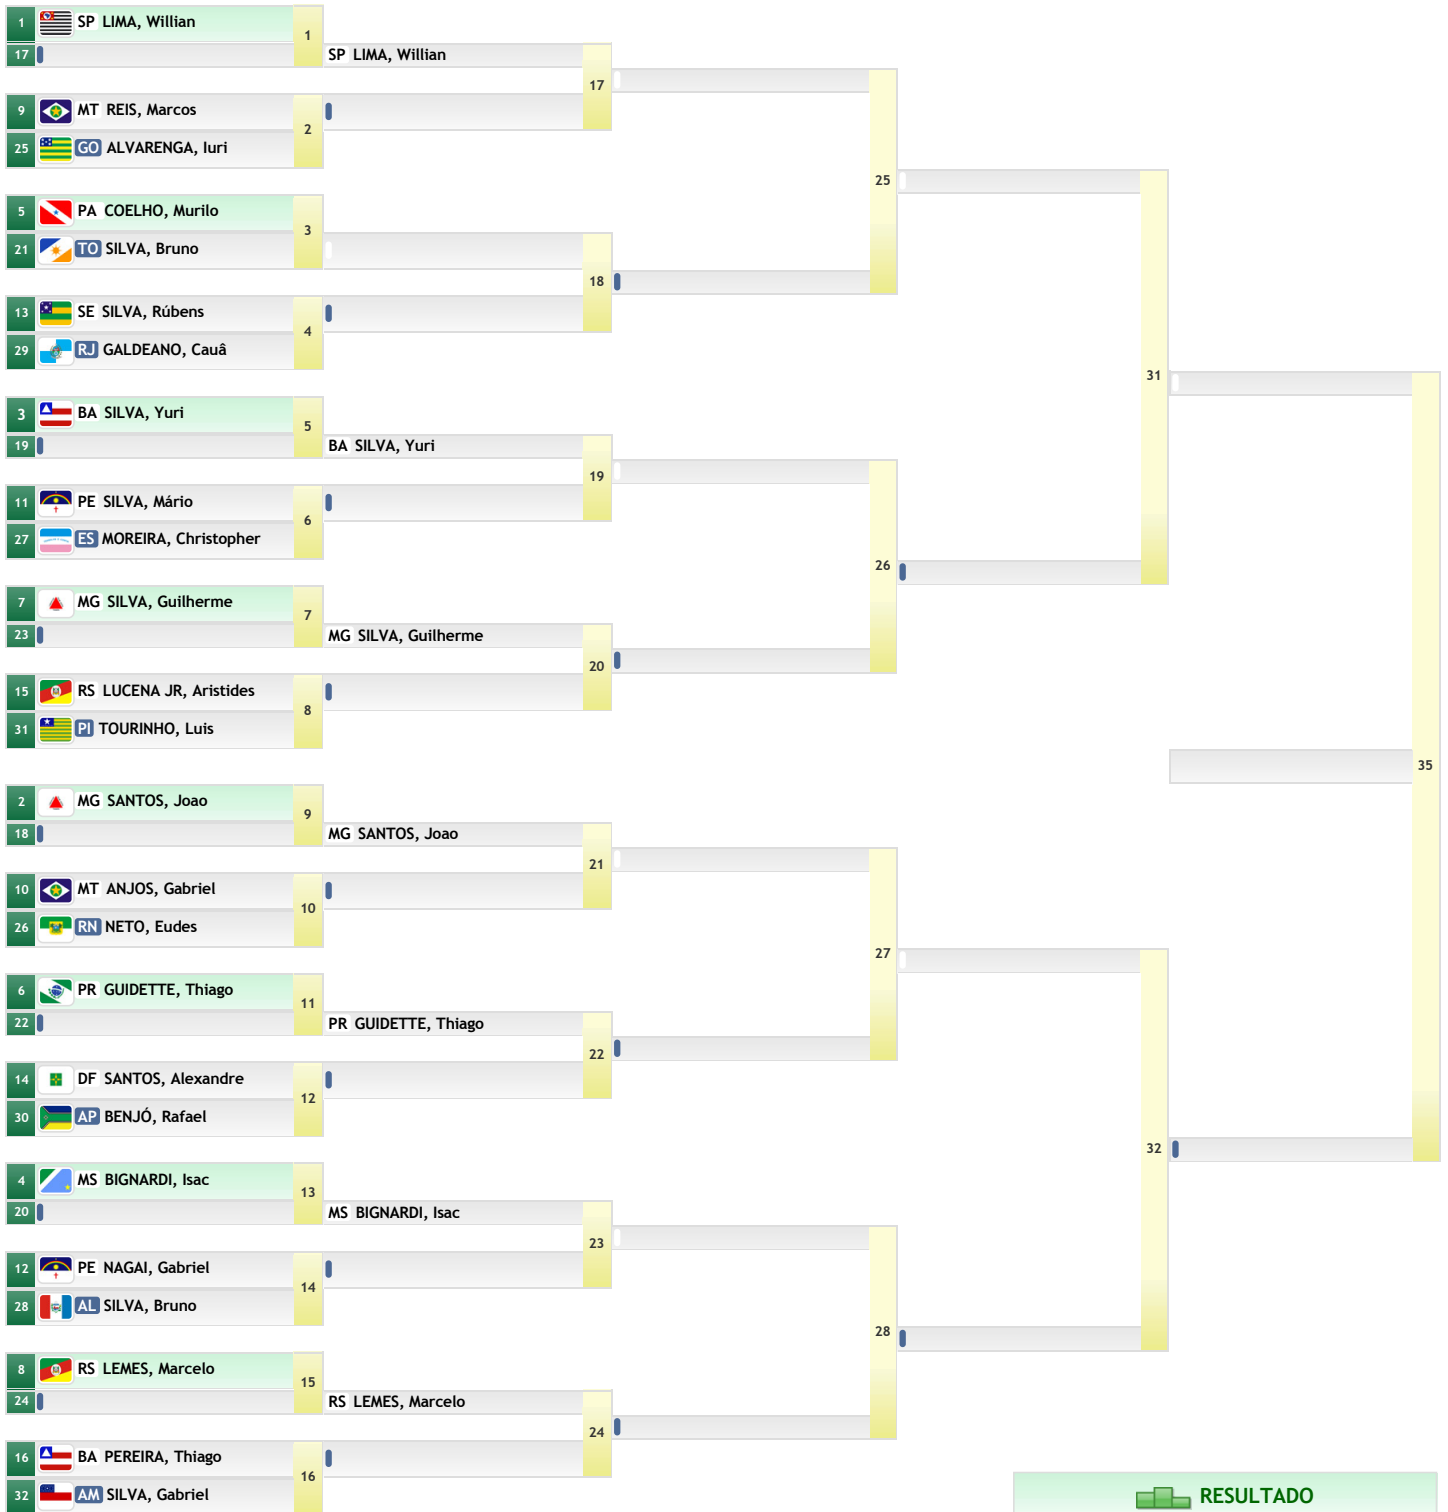 1 SP LIMA, Willian
1
17
SP LIMA, Willian
17
9 MT REIS, Marcos
2
25 GO ALVARENGA, Iuri
25
5 PA COELHO, Murilo
3
21 TO SILVA, Bruno
18
13 SE SILVA, Rúbens
4
29 RJ GALDEANO, Cauâ
31
3 BA SILVA, Yuri
5
19
BA SILVA, Yuri
19
11 PE SILVA, Mário
6
27 ES MOREIRA, Christopher
26
7 MG SILVA, Guilherme
7
23
MG SILVA, Guilherme
20
15 RS LUCENA JR, Aristides
8
31 PI TOURINHO, Luis
35
2 MG SANTOS, Joao
9
18
MG SANTOS, Joao
21
10 MT ANJOS, Gabriel
10
26 RN NETO, Eudes
27
6 PR GUIDETTE, Thiago
11
22
PR GUIDETTE, Thiago
22
14 DF SANTOS, Alexandre
12
30 AP BENJÓ, Rafael
32
4 MS BIGNARDI, Isac
13
20
MS BIGNARDI, Isac
23
12 PE NAGAI, Gabriel
14
28 AL SILVA, Bruno
28
8 RS LEMES, Marcelo
15
24
RS LEMES, Marcelo
24
16 BA PEREIRA, Thiago
16
32 AM SILVA, Gabriel
RESULTADO